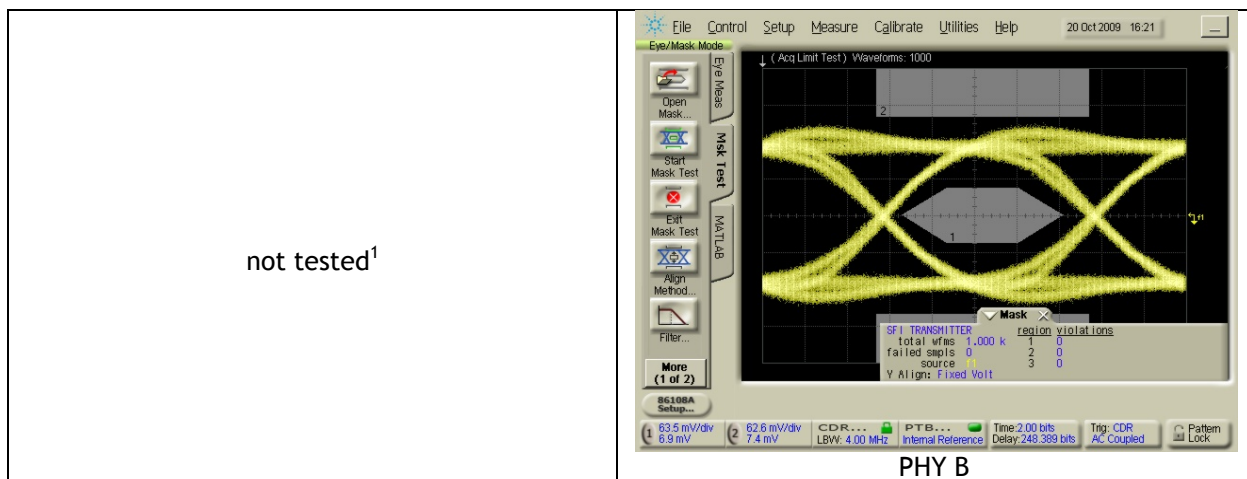 not tested1
File Control Setup Measure Calibrate Utilities Help 20 Oct 2009 16:21
Eye/Mask Mode
( Acq Limit Test ) Waveforms: 1000
Eye Meas
Msk Test
MATLAB
Open
Mask...
Start
Mask Test
Exit
Mask Test
Align
Method...
Filter...
More
(1 of 2)
2
1
f1
Mask
SFI TRANSMITTER region violations
total wfms 1.000 k 1 0
failed smpls 0 2 0
source f1 3 0
Y Align: Fixed Volt
86108A
Setup...
1 63.5 mV/div
6.9 mV
2 62.6 mV/div
7.4 mV
CDR...
LBW: 4.00 MHz
PTB...
Internal Reference
Time:2.00 bits
Delay:248.389 bits
Trig: CDR
AC Coupled
Pattern
Lock
PHY B